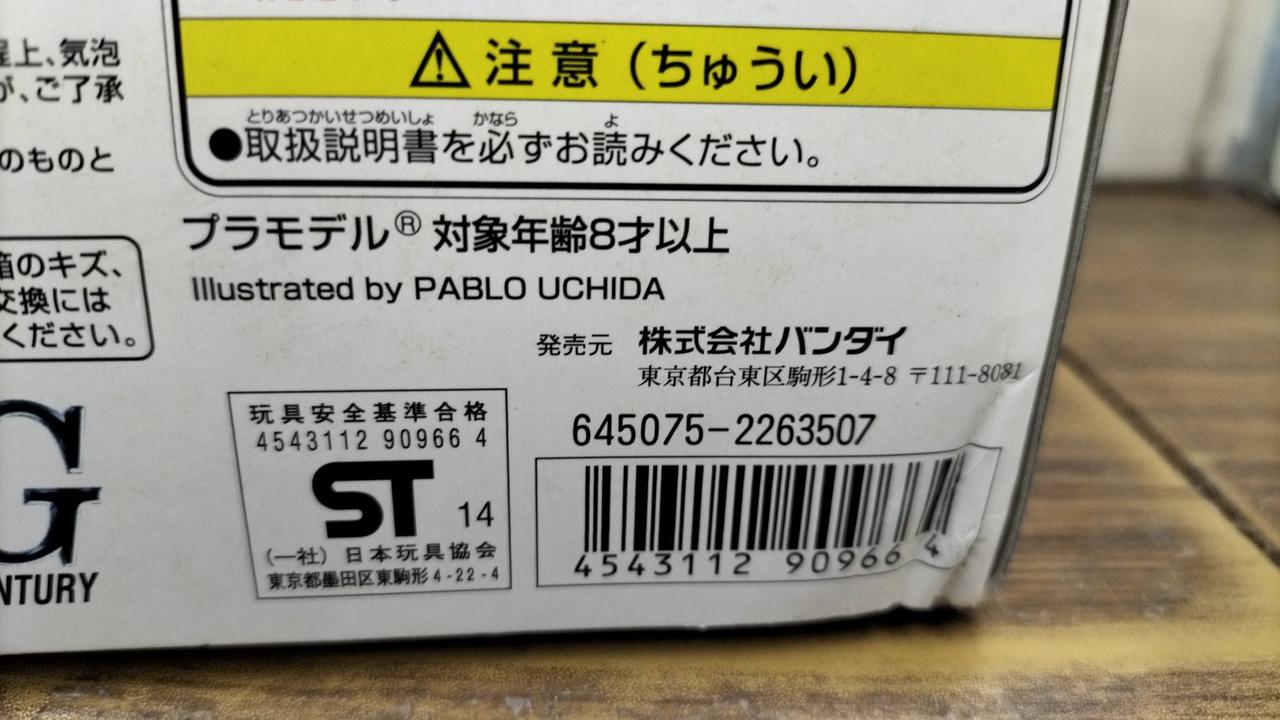 注意（ちゅうい）
とりあつかいせつめいしょ かなら よ
●取扱説明書を必ずお読みください。
上、気泡
が、ご了承
のものと
プラモデル® 対象年齢8才以上
Illustrated by PABLO UCHIDA
のキズ、
交換には
ください。
発売元 株式会社バンダイ
東京都台東区駒形1-4-8 〒111-8081
645075-2263507
玩具安全基準合格
4543112 90966 4
ST 14
(一社) 日本玩具協会
東京都墨田区東駒形4-22-4
4543112 909664
G
NTURY